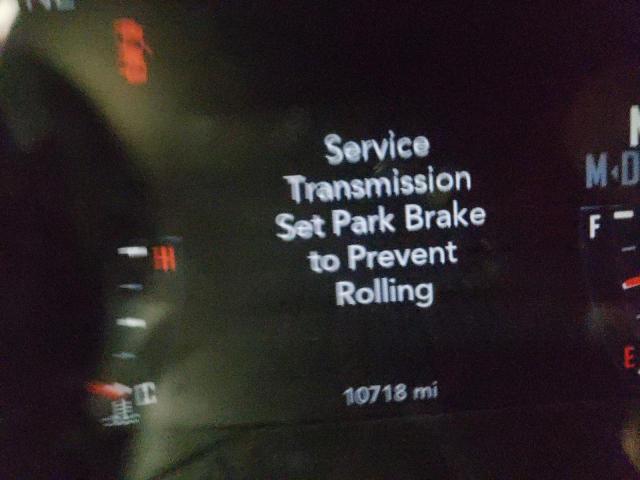 Service
Transmission
Set Park Brake
to Prevent
Rolling
10718 mi
M
D
F
E
H
C